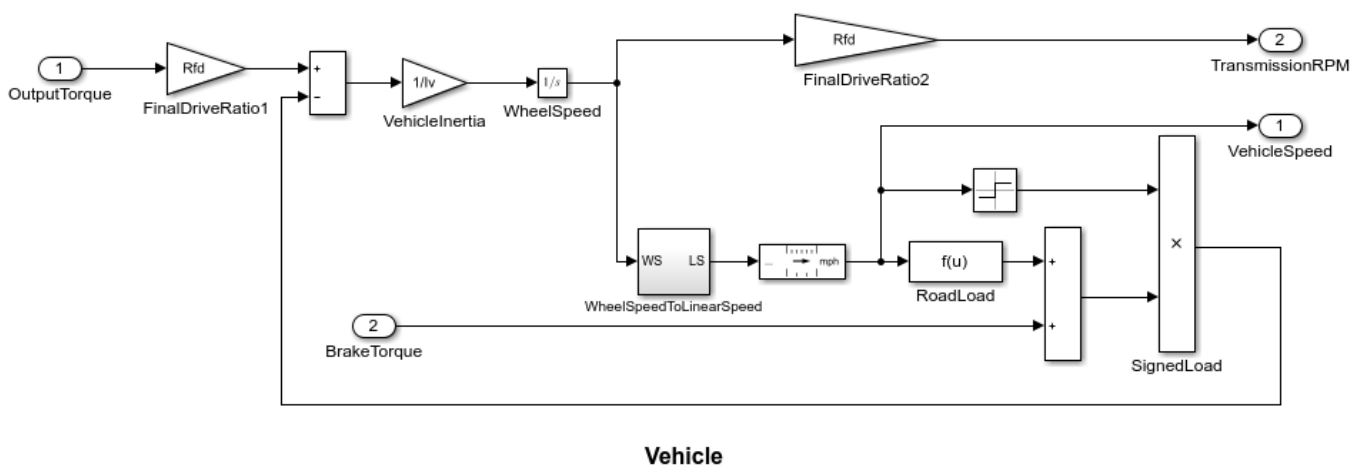 Rfd
2
TransmissionRPM
FinalDriveRatio2
1
OutputTorque
Rfd
FinalDriveRatio1
+
−
1/Iv
VehicleInertia
1/s
WheelSpeed
1
VehicleSpeed
WS LS
WheelSpeedToLinearSpeed
... mph
f(u)
RoadLoad
+
+
×
SignedLoad
2
BrakeTorque
Vehicle